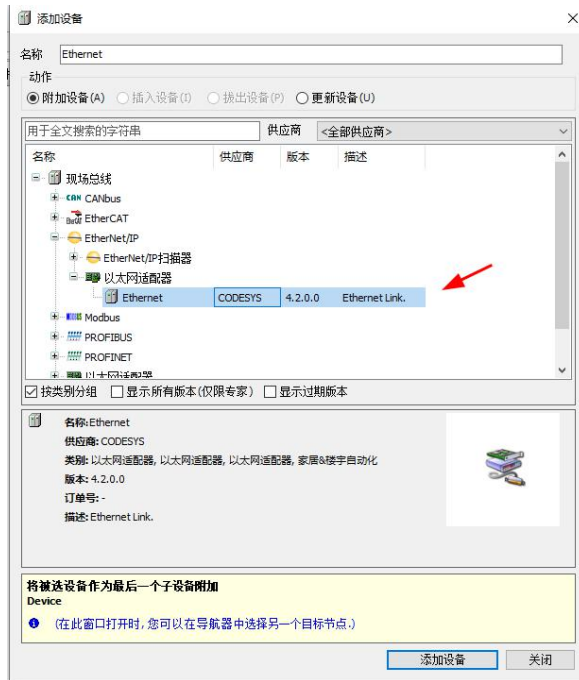 添加设备
名称 Ethernet
动作
附加设备(A) 插入设备(I) 拔出设备(P) 更新设备(U)
用于全文搜索的字符串 供应商 <全部供应商>
名称 供应商 版本 描述
现场总线
CAN CANbus
EtherCAT
EtherNet/IP
EtherNet/IP扫描器
以太网适配器
Ethernet CODESYS 4.2.0.0 Ethernet Link.
Modbus
PROFIBUS
PROFINET
以太网适配器
按类别分组 显示所有版本(仅限专家) 显示过期版本
名称:Ethernet
供应商:CODESYS
类别:以太网适配器, 以太网适配器, 以太网适配器, 家居&楼宇自动化
版本:4.2.0.0
订单号:-
描述:Ethernet Link.
将被选设备作为最后一个子设备附加
Device
(在此窗口打开时,您可以在导航器中选择另一个目标节点.)
添加设备 关闭